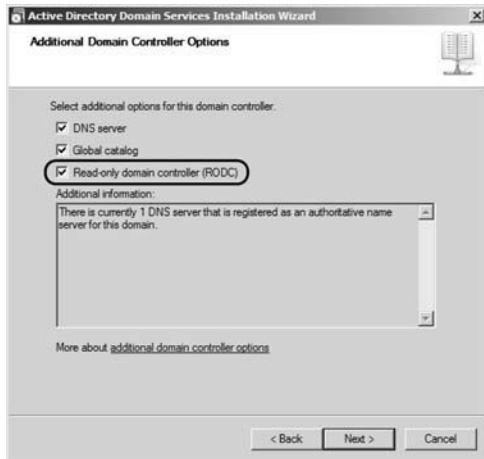 Active Directory Domain Services Installation Wizard
Additional Domain Controller Options
Select additional options for this domain controller.
DNS server
Global catalog
Read-only domain controller (RODC)
Additional information:
There is currently 1 DNS server that is registered as an authoritative name
server for this domain.
More about additional domain controller options
< Back Next > Cancel